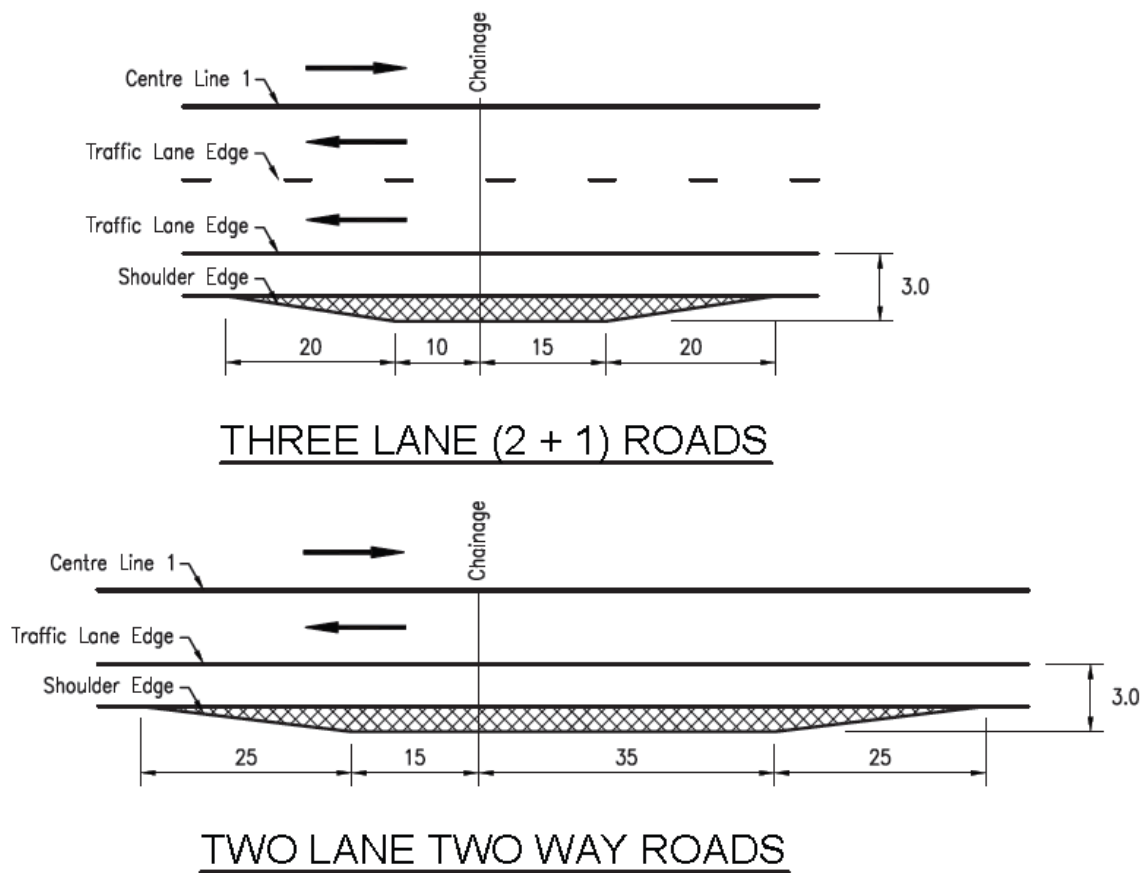 Chainage
Centre Line 1
Traffic Lane Edge
Traffic Lane Edge
Shoulder Edge
3.0
20 10 15 20
THREE LANE (2 + 1) ROADS
Chainage
Centre Line 1
Traffic Lane Edge
Shoulder Edge
3.0
25 15 35 25
TWO LANE TWO WAY ROADS